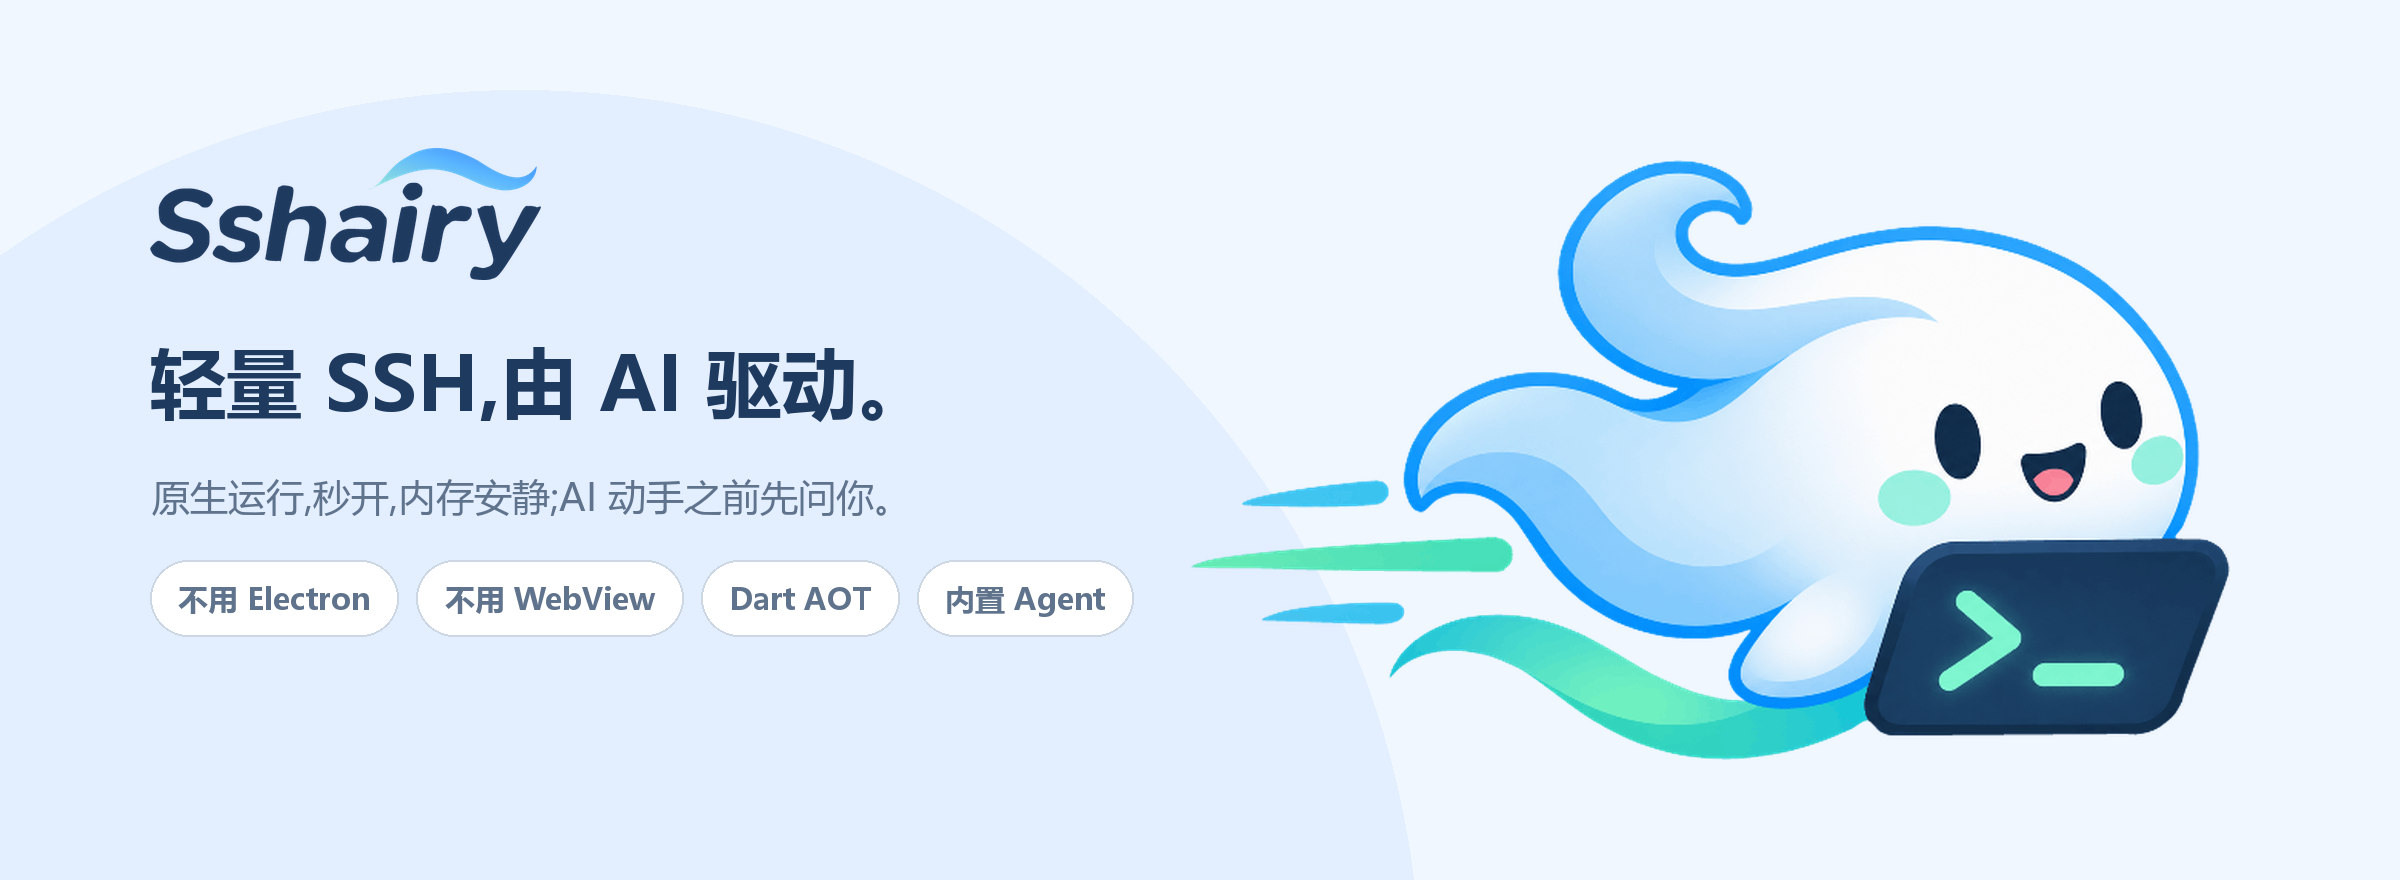 Sshairy
轻量 SSH,由 AI 驱动。
原生运行,秒开,内存安静;AI 动手之前先问你。
不用 Electron
不用 WebView
Dart AOT
内置 Agent
>_